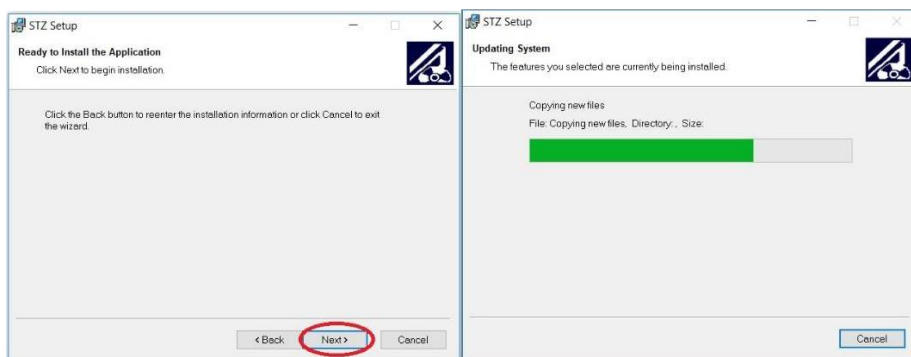 STZ Setup
Ready to Install the Application
Click Next to begin installation.
Click the Back button to reenter the installation information or click Cancel to exit
the wizard.
< Back
Next >
Cancel
STZ Setup
Updating System
The features you selected are currently being installed.
Copying new files
File: Copying new files, Directory: , Size:
Cancel